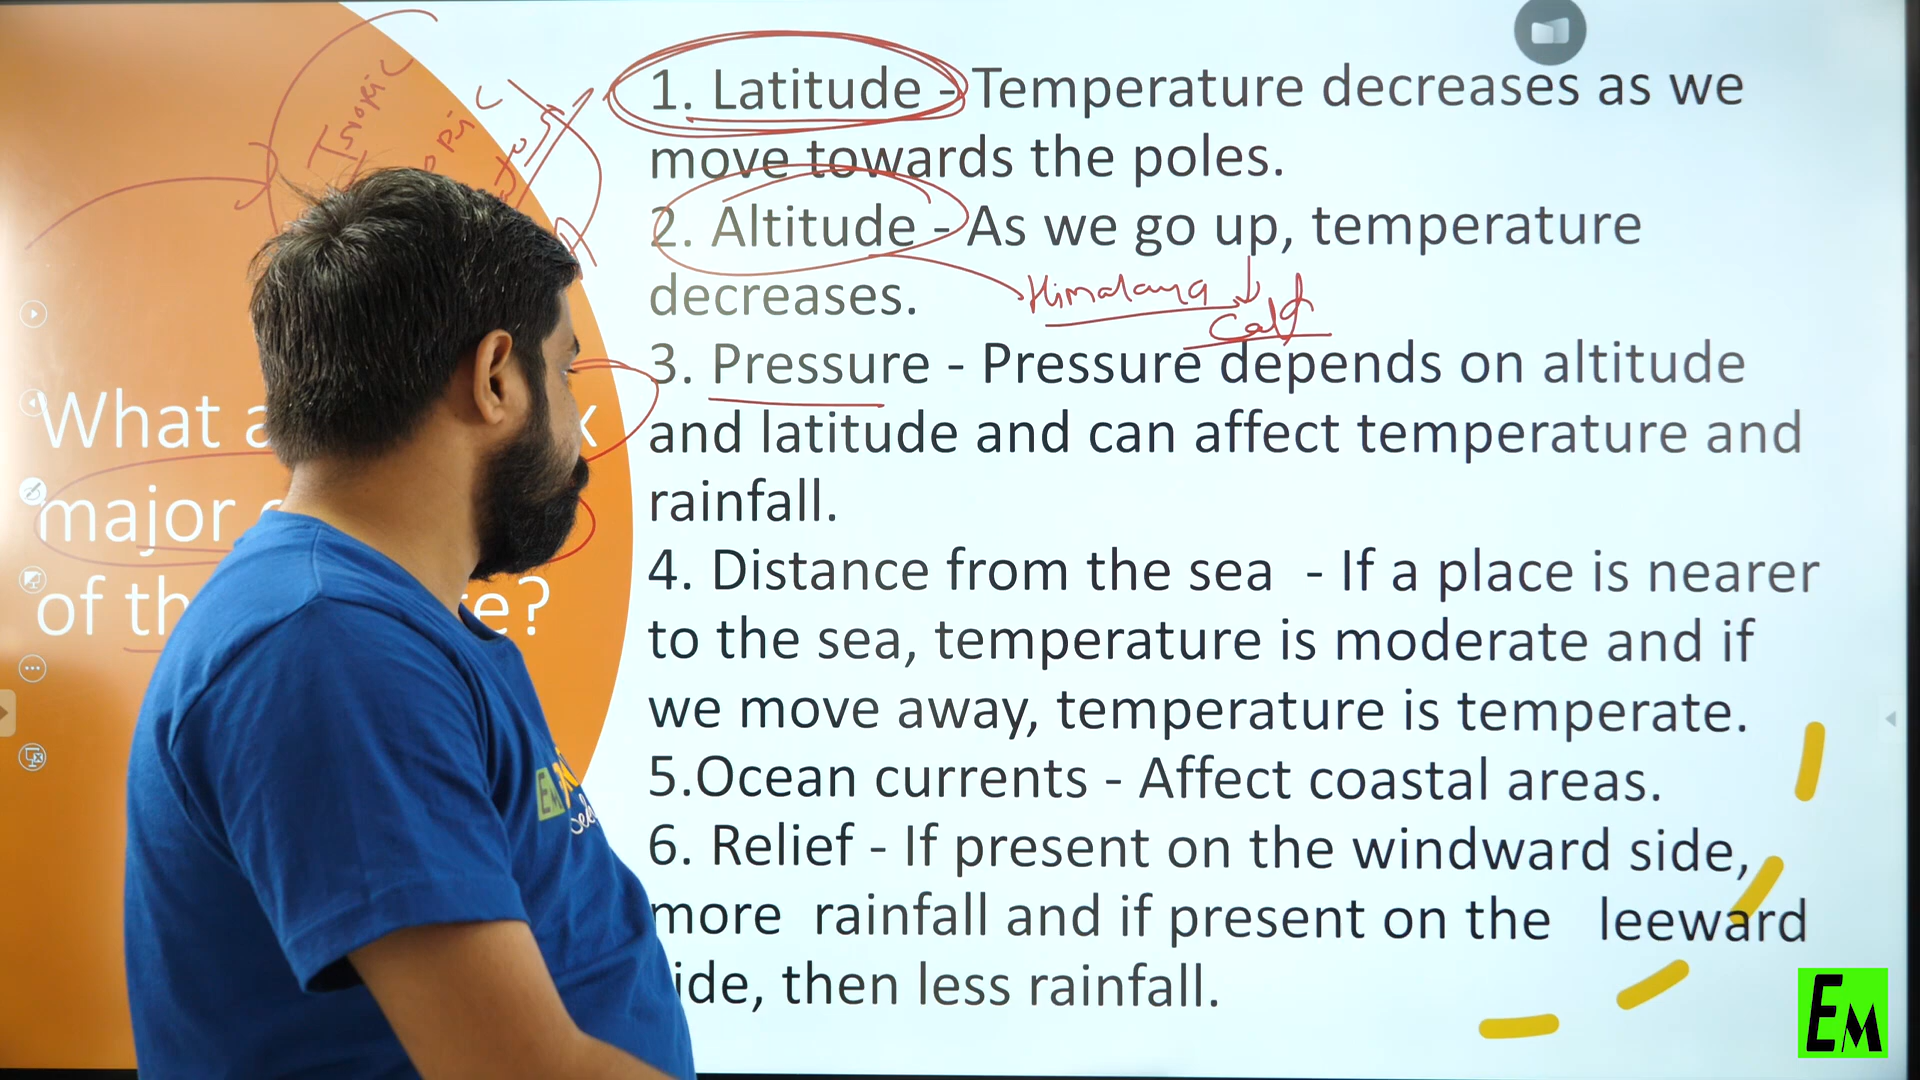 What a x
major
of th e?
1. Latitude - Temperature decreases as we
move towards the poles.
2. Altitude - As we go up, temperature
decreases.
Himalaya
Cold
3. Pressure - Pressure depends on altitude
and latitude and can affect temperature and
rainfall.
4. Distance from the sea - If a place is nearer
to the sea, temperature is moderate and if
we move away, temperature is temperate.
5.Ocean currents - Affect coastal areas.
6. Relief - If present on the windward side,
more rainfall and if present on the leeward
ide, then less rainfall.
Tropic
EM